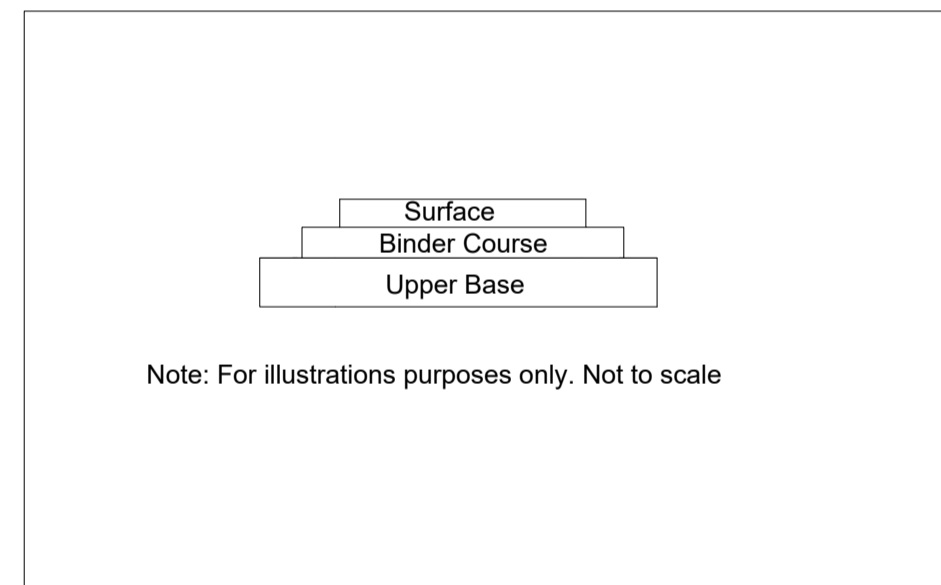 Surface
Binder Course
Upper Base
Note: For illustrations purposes only. Not to scale